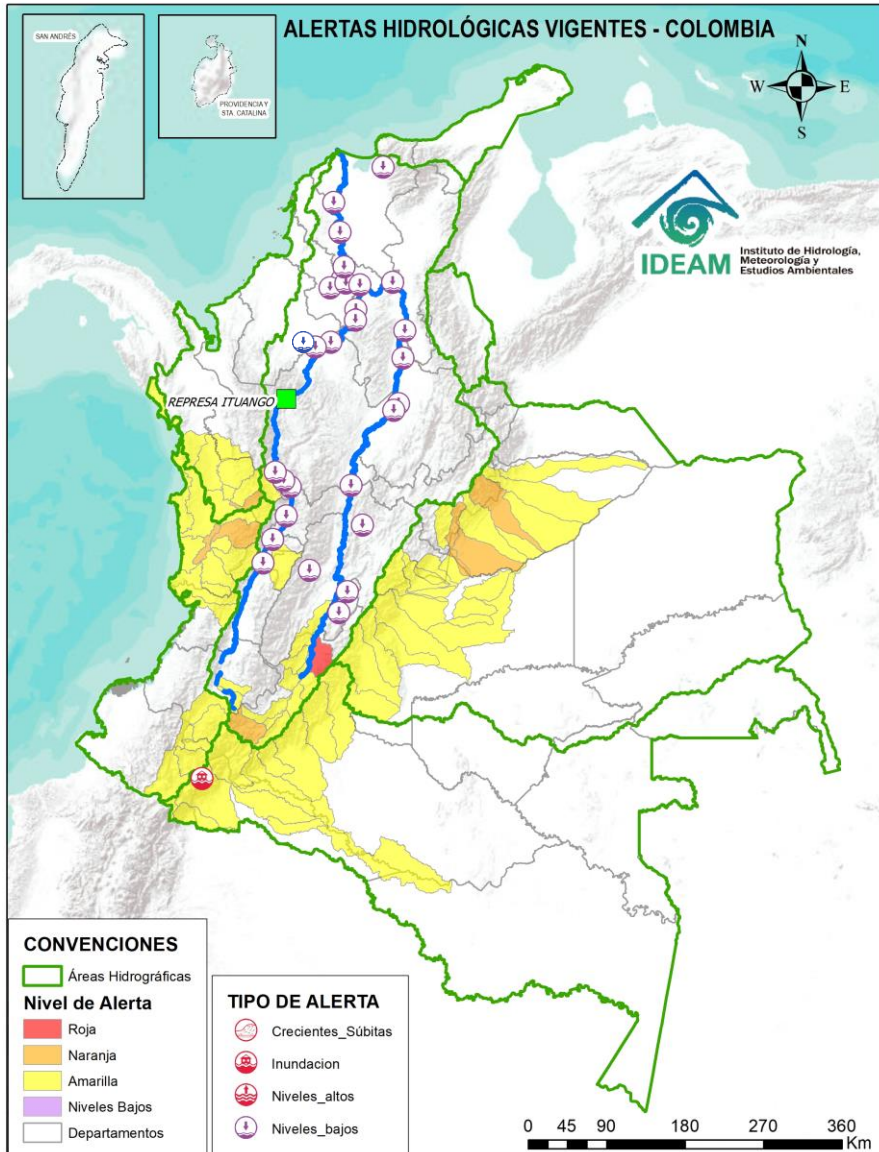 ALERTAS HIDROLÓGICAS VIGENTES - COLOMBIA
SAN ANDRÉS
PROVIDENCIA Y
STA. CATALINA
N
W E
S
IDEAM
Instituto de Hidrología,
Meteorología y
Estudios Ambientales
REPRESA ITUANGO
CONVENCIONES
Áreas Hidrográficas
Nivel de Alerta
Roja
Naranja
Amarilla
Niveles Bajos
Departamentos
TIPO DE ALERTA
Crecientes_Súbitas
Inundacion
Niveles_altos
Niveles_bajos
0 45 90 180 270 360
Km